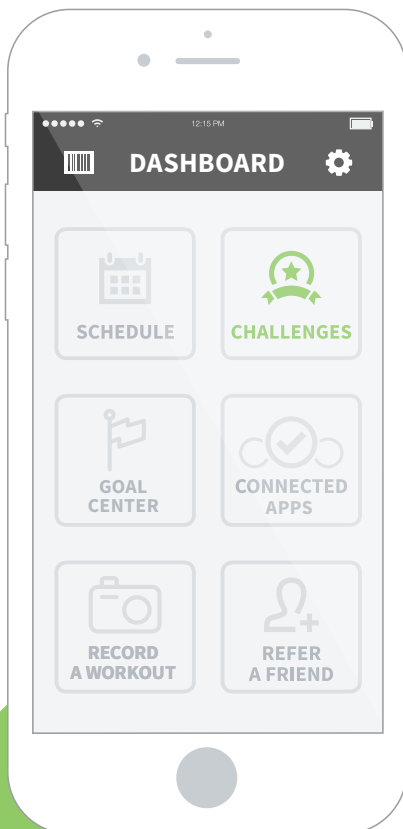 12:15 PM
DASHBOARD
SCHEDULE
CHALLENGES
GOAL
CENTER
CONNECTED
APPS
RECORD
A WORKOUT
REFER
A FRIEND